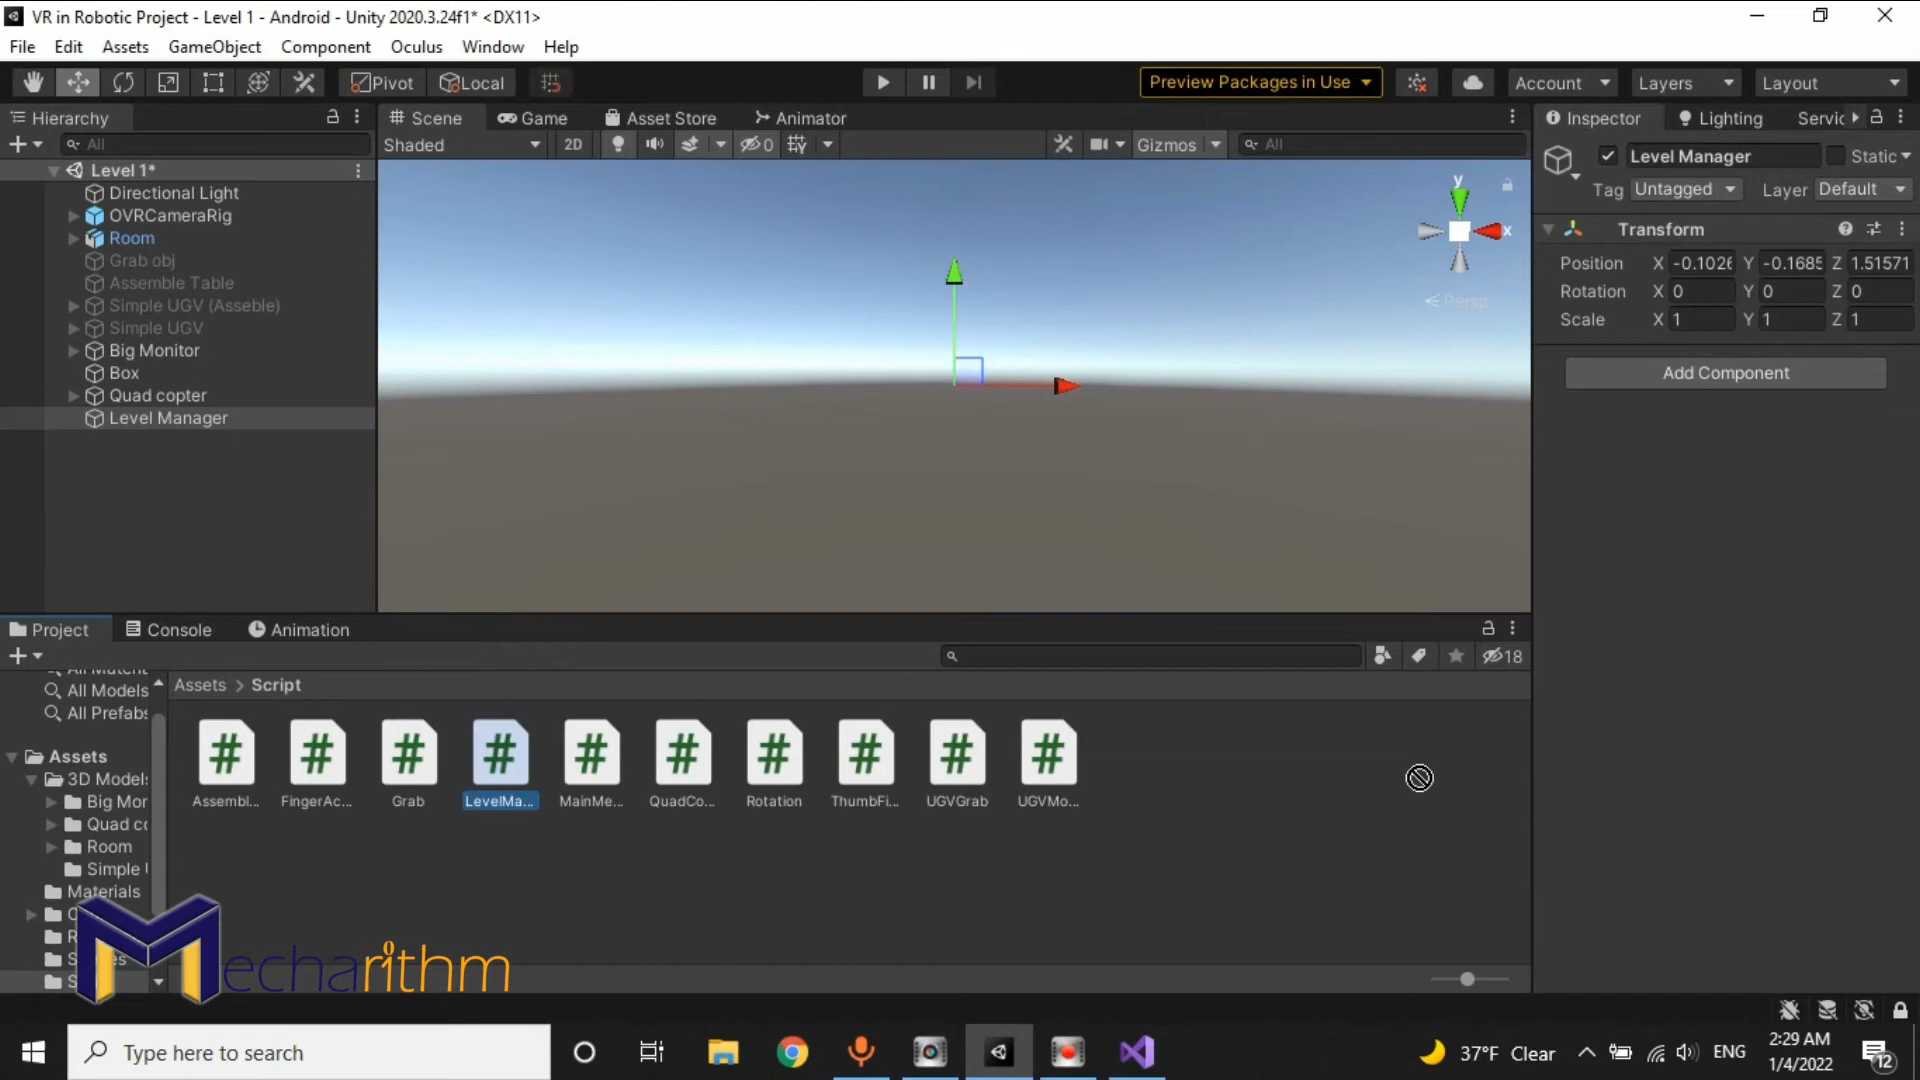 VR in Robotic Project - Level 1 - Android - Unity 2020.3.24f1* <DX11>
File Edit Assets GameObject Component Oculus Window Help
Pivot Local Preview Packages in Use Account Layers Layout
Hierarchy Scene Game Asset Store Animator Inspector Lighting Servic
All Shaded 2D 0 Gizmos All Level Manager Static
Level 1*
Tag Untagged Layer Default
Directional Light
OVRCameraRig
Room
Grab obj
Assemble Table
Simple UGV (Asseble)
Simple UGV
Big Monitor
Box
Quad copter
Level Manager
y
x
Persp
Transform
Position X -0.1026 Y -0.1685 Z 1.51571
Rotation X 0 Y 0 Z 0
Scale X 1 Y 1 Z 1
Add Component
Project Console Animation
18
All Models
All Prefabs
Assets > Script
Assets
3D Models
Big Mor
Quad co
Room
Simple
Materials
Assembl... FingerAc... Grab LevelMa... MainMe... QuadCo... Rotation ThumbFi... UGVGrab UGVMo...
Mecharithm
Type here to search
37°F Clear ENG
2:29 AM
1/4/2022
12